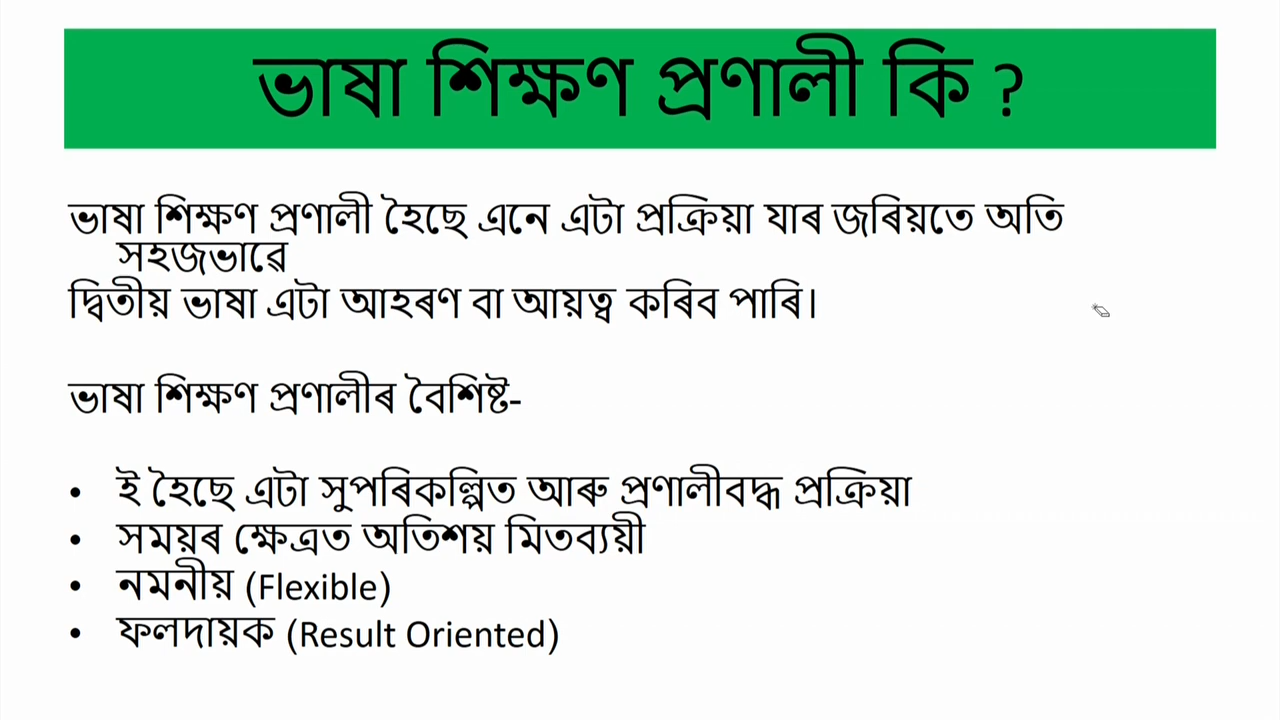 ভাষা শিক্ষণ প্ৰণালী কি ?
ভাষা শিক্ষণ প্ৰণালী হৈছে এনে এটা প্ৰক্ৰিয়া যাৰ জৰিয়তে অতি
সহজভাৱে
দ্বিতীয় ভাষা এটা আহৰণ বা আয়ত্ব কৰিব পাৰি।
ভাষা শিক্ষণ প্ৰণালীৰ বৈশিষ্ট-
• ই হৈছে এটা সুপৰিকল্পিত আৰু প্ৰণালীবদ্ধ প্ৰক্ৰিয়া
• সময়ৰ ক্ষেত্ৰত অতিশয় মিতব্যয়ী
• নমনীয় (Flexible)
• ফলদায়ক (Result Oriented)